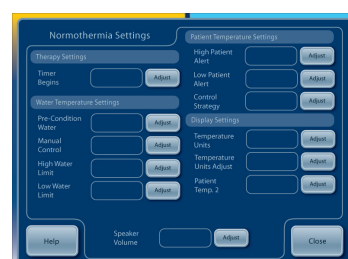 Normothermia Settings
Therapy Settings
Timer
Begins
Adjust
Water Temperature Settings
Pre-Condition
Water
Adjust
Manual
Control
Adjust
High Water
Limit
Adjust
Low Water
Limit
Adjust
Patient Temperature Settings
High Patient
Alert
Adjust
Low Patient
Alert
Adjust
Control
Strategy
Adjust
Display Settings
Temperature
Units
Adjust
Temperature
Units Adjust
Adjust
Patient
Temp. 2
Adjust
Help
Speaker
Volume
Adjust
Close